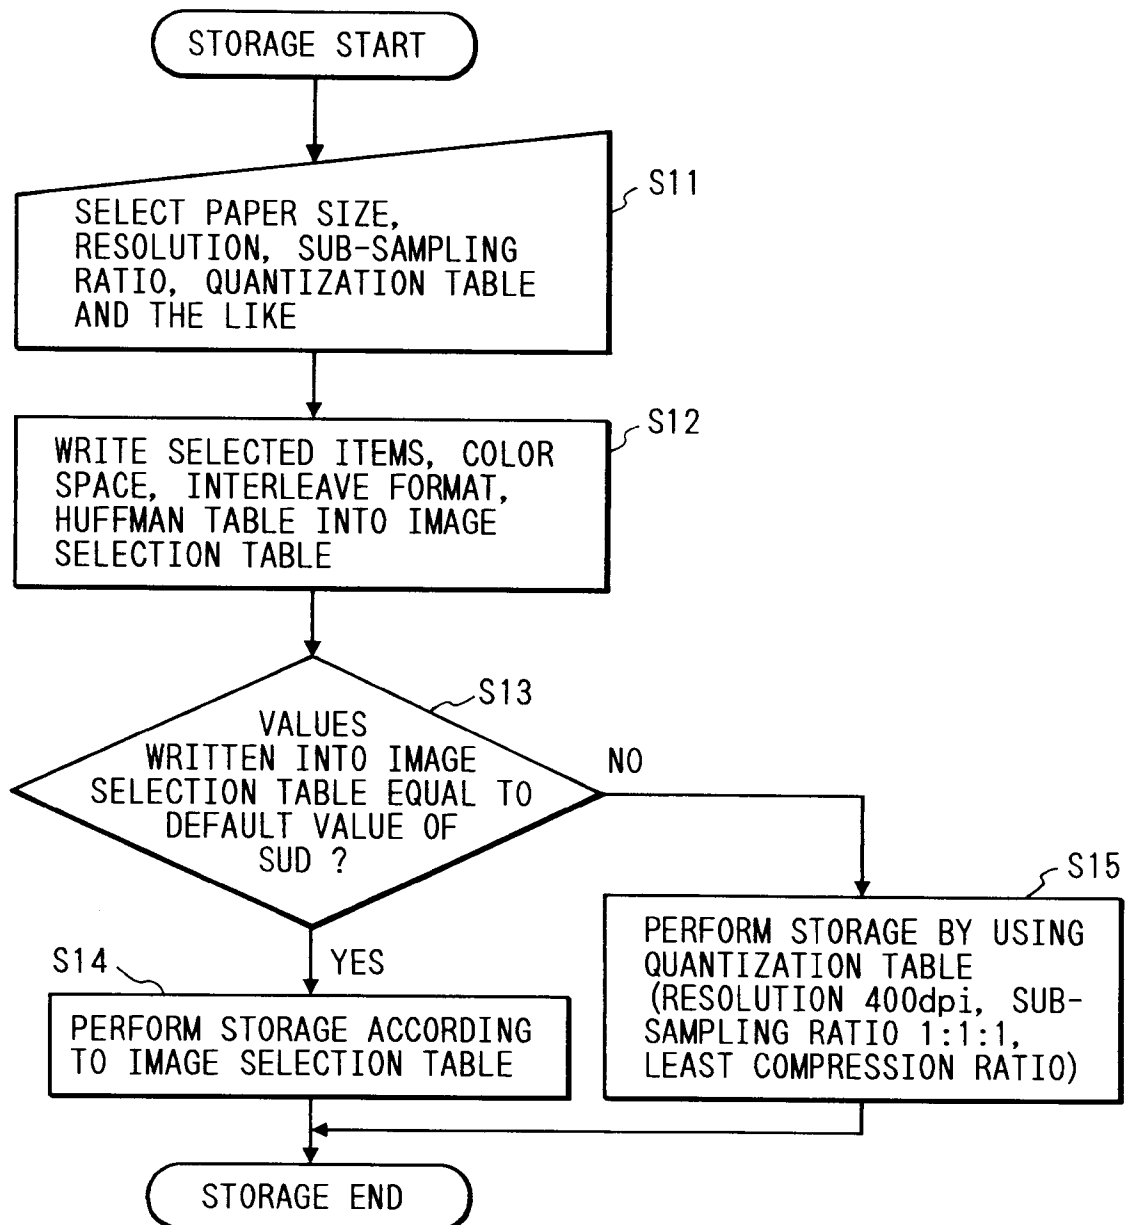 STORAGE START
S11
SELECT PAPER SIZE,
RESOLUTION, SUB-SAMPLING
RATIO, QUANTIZATION TABLE
AND THE LIKE
S12
WRITE SELECTED ITEMS, COLOR
SPACE, INTERLEAVE FORMAT,
HUFFMAN TABLE INTO IMAGE
SELECTION TABLE
S13
VALUES
WRITTEN INTO IMAGE
SELECTION TABLE EQUAL TO
DEFAULT VALUE OF
SUD ?
NO
YES
S14
PERFORM STORAGE ACCORDING
TO IMAGE SELECTION TABLE
S15
PERFORM STORAGE BY USING
QUANTIZATION TABLE
(RESOLUTION 400dpi, SUB-
SAMPLING RATIO 1:1:1,
LEAST COMPRESSION RATIO)
STORAGE END